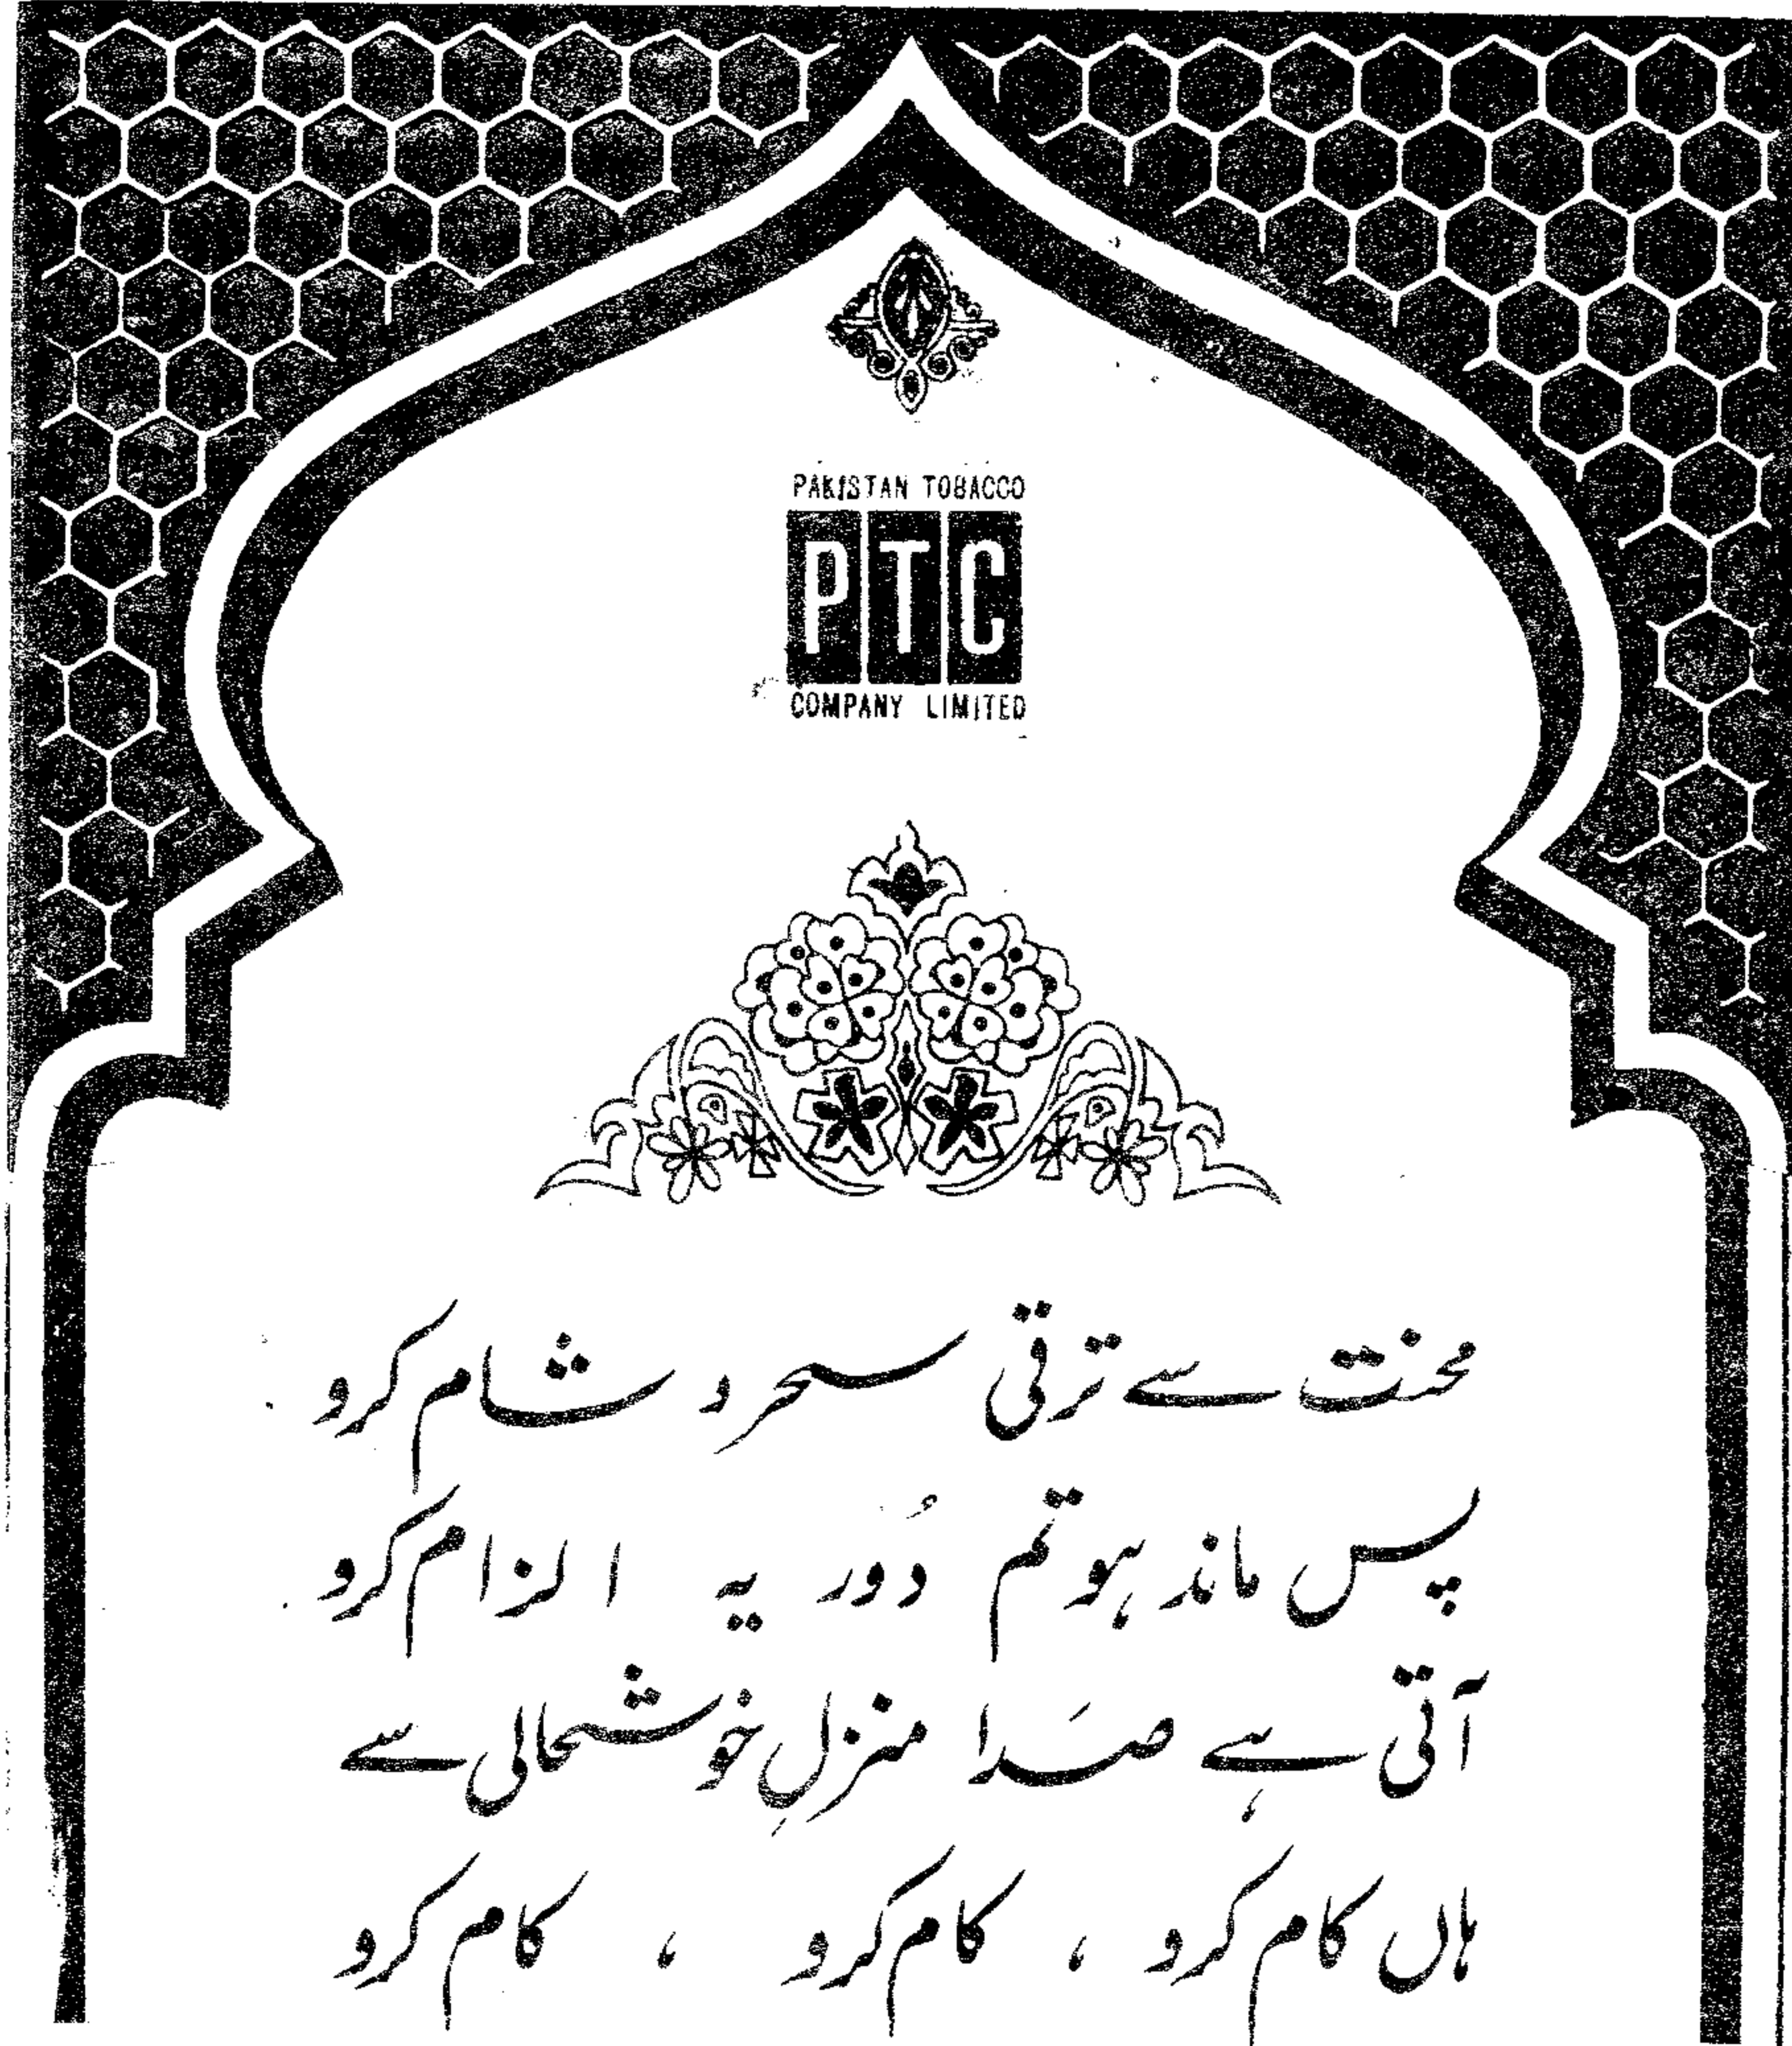 PAKISTAN TOBACCO
PTC
COMPANY LIMITED
محنت سے ترقی سحر و شام کرو
پس ماندہ ہو تم دُور یہ الزام کرو
آتی ہے صَدا منزلِ خوشحالی سے
ہاں کام کرو ، کام کرو ، کام کرو